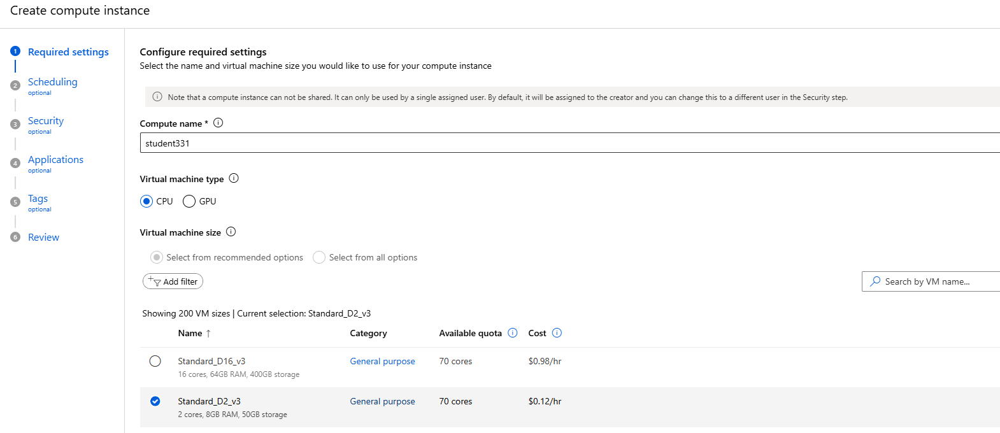 Create compute instance
1 Required settings
2 Scheduling
optional
3 Security
optional
4 Applications
optional
5 Tags
optional
6 Review
Configure required settings
Select the name and virtual machine size you would like to use for your compute instance
Note that a compute instance can not be shared. It can only be used by a single assigned user. By default, it will be assigned to the creator and you can change this to a different user in the Security step.
Compute name *
student331
Virtual machine type
CPU GPU
Virtual machine size
Select from recommended options Select from all options
Add filter Search by VM name...
Showing 200 VM sizes | Current selection: Standard_D2_v3
Name ↑ Category Available quota Cost
Standard_D16_v3 General purpose 70 cores $0.98/hr
16 cores, 64GB RAM, 400GB storage
Standard_D2_v3 General purpose 70 cores $0.12/hr
2 cores, 8GB RAM, 50GB storage